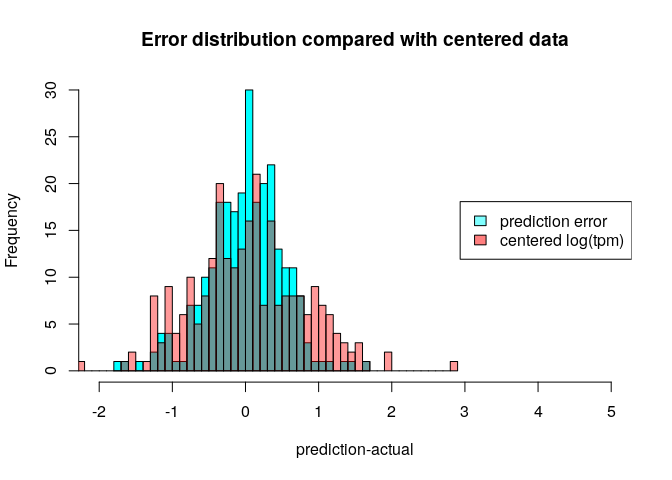 Error distribution compared with centered data
30
25
20
15
10
5
0
Frequency
prediction error
centered log(tpm)
-2 -1 0 1 2 3 4 5
prediction-actual